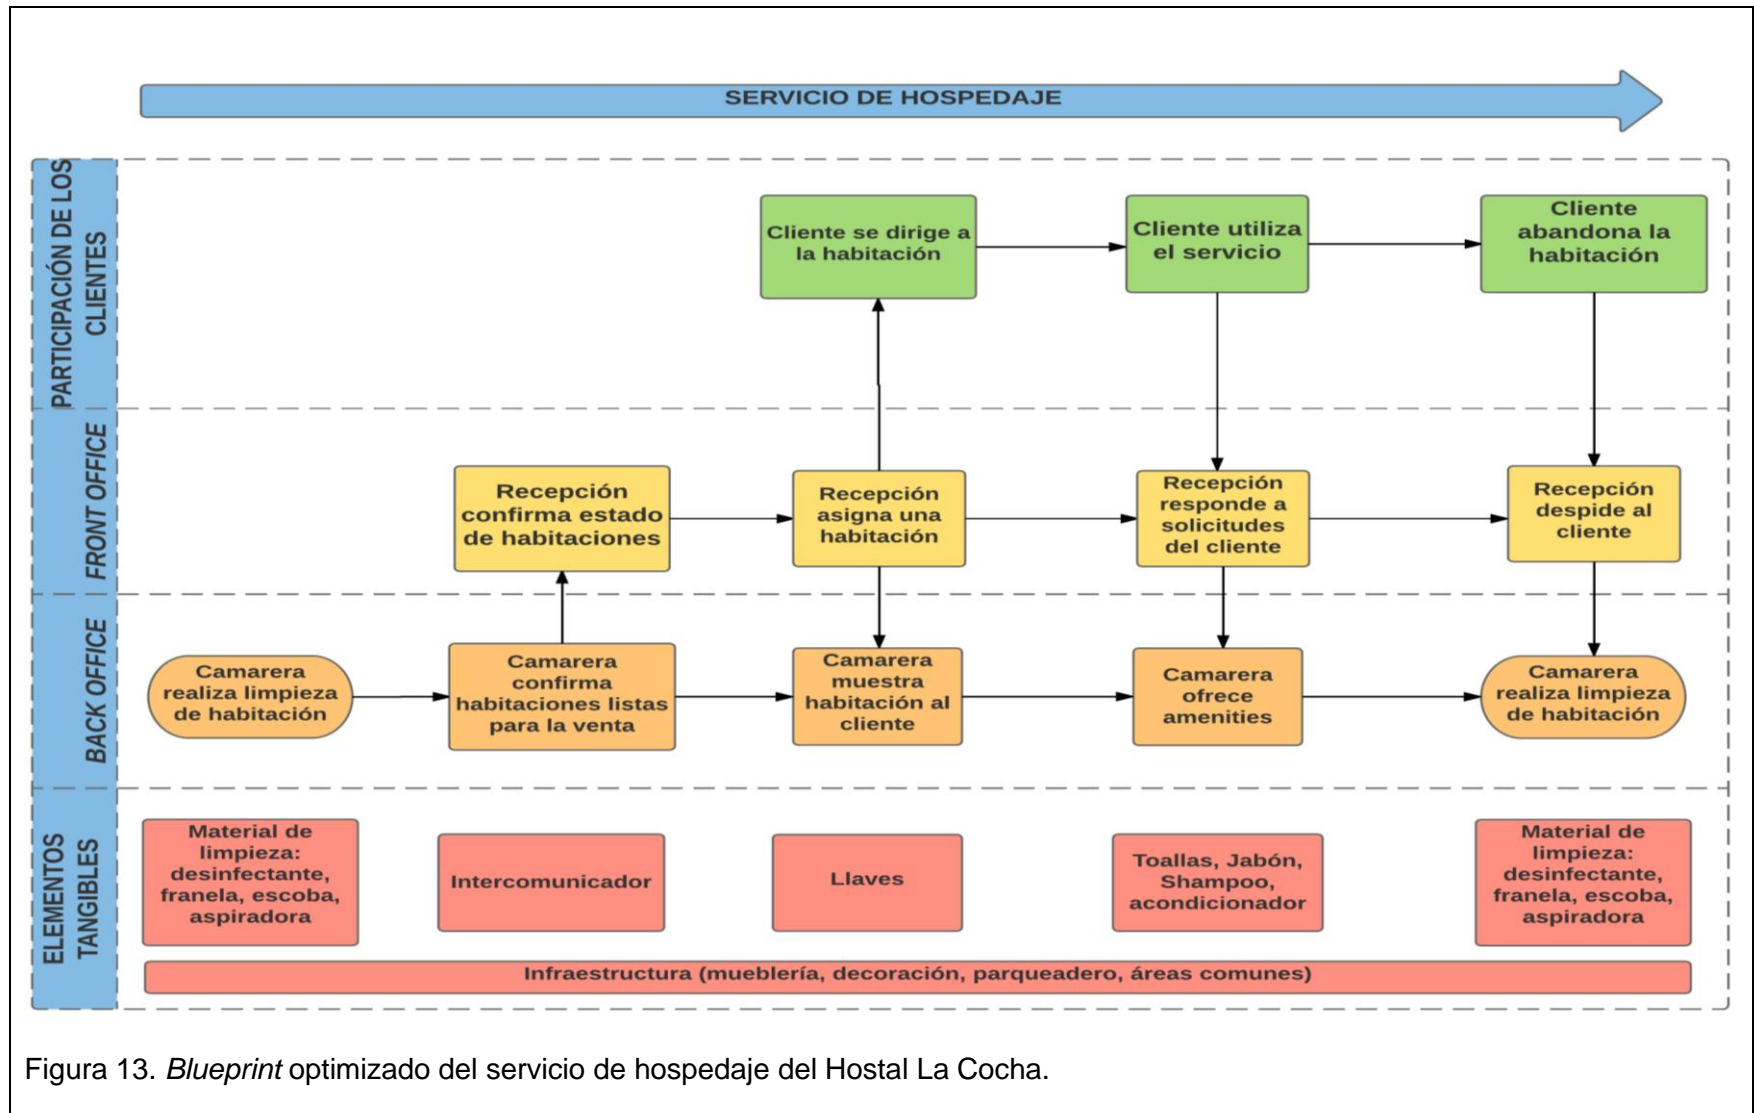 SERVICIO DE HOSPEDAJE
PARTICIPACIÓN DE LOS
CLIENTES
Cliente se dirige a
la habitación
Cliente utiliza
el servicio
Cliente
abandona la
habitación
FRONT OFFICE
Recepción
confirma estado
de habitaciones
Recepción
asigna una
habitación
Recepción
responde a
solicitudes
del cliente
Recepción
despide al
cliente
BACK OFFICE
Camarera
realiza limpieza
de habitación
Camarera
confirma
habitaciones listas
para la venta
Camarera
muestra
habitación al
cliente
Camarera
ofrece
amenities
Camarera
realiza limpieza
de habitación
ELEMENTOS
TANGIBLES
Material de
limpieza:
desinfectante,
franela, escoba,
aspiradora
Intercomunicador
Llaves
Toallas, Jabón,
Shampoo,
acondicionador
Material de
limpieza:
desinfectante,
franela, escoba,
aspiradora
Infraestructura (mueblería, decoración, parqueadero, áreas comunes)
Figura 13. Blueprint optimizado del servicio de hospedaje del Hostal La Cocha.